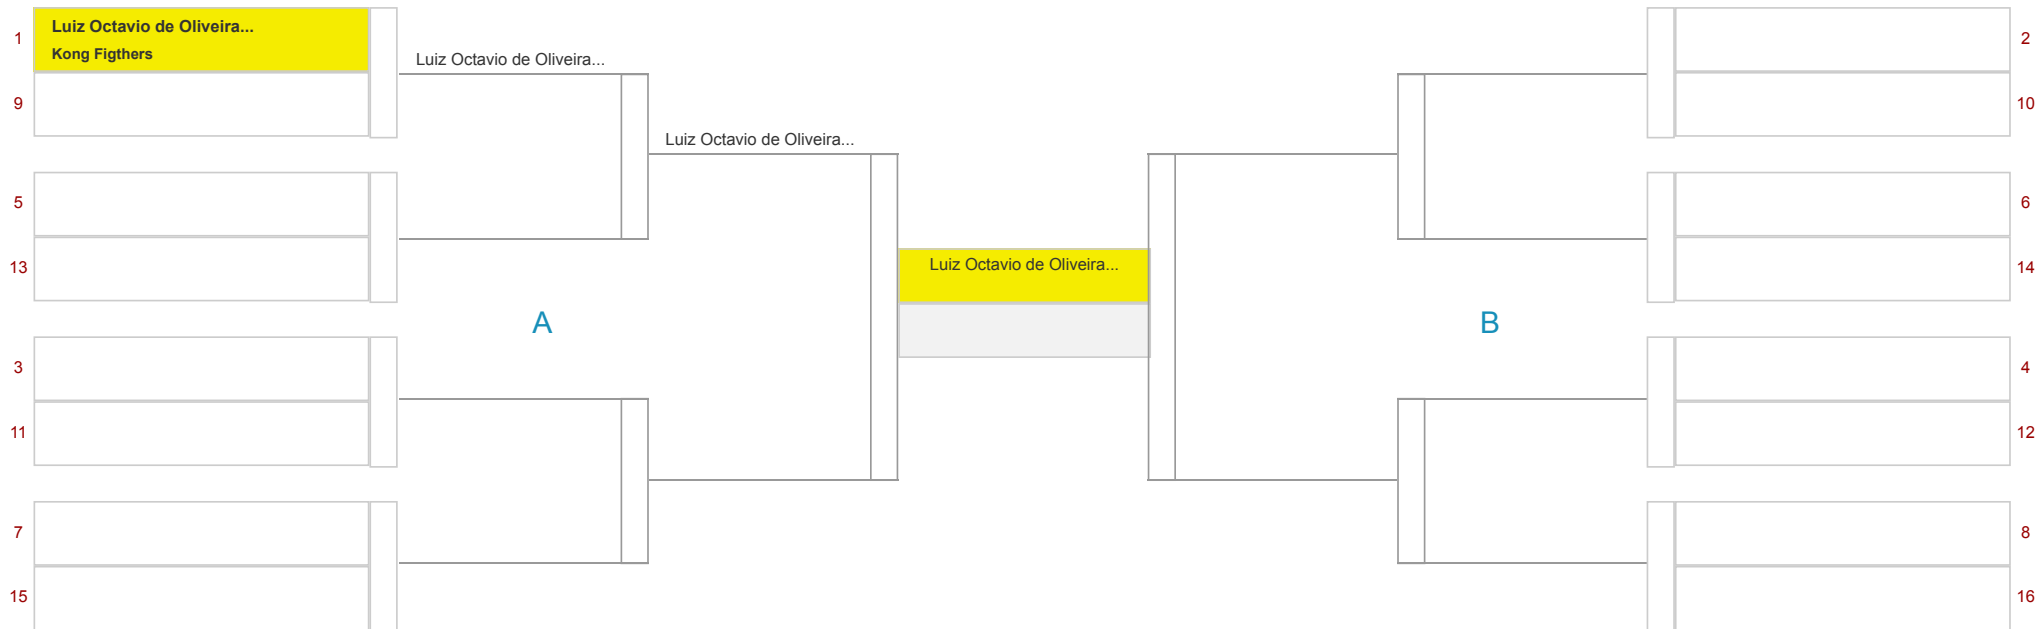 1
Luiz Octavio de Oliveira...
Kong Figthers
2
Luiz Octavio de Oliveira...
9
10
Luiz Octavio de Oliveira...
5
6
13
Luiz Octavio de Oliveira...
14
A
B
3
4
11
12
7
8
15
16